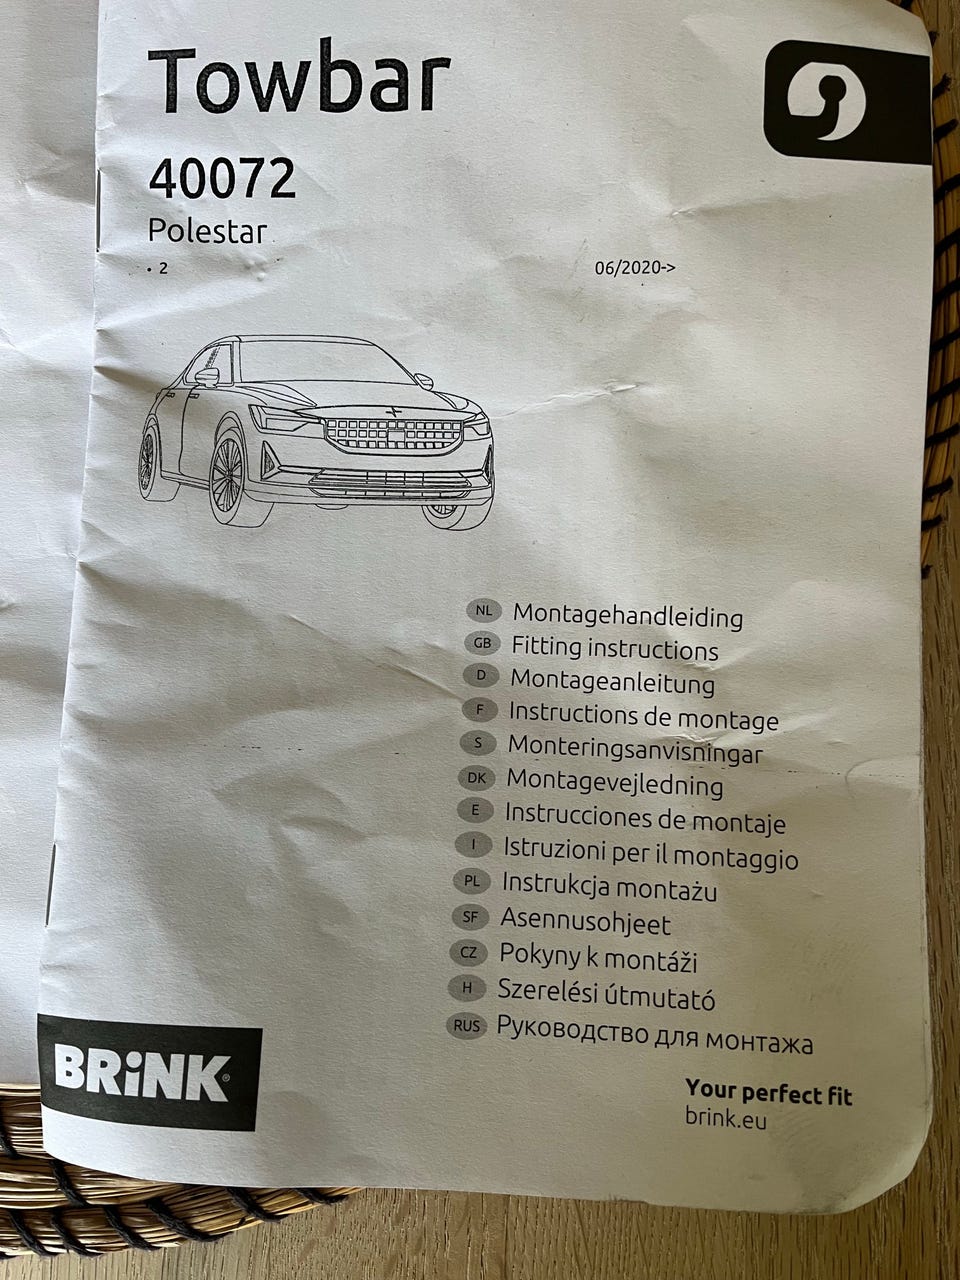 Towbar
40072
Polestar
• 2 06/2020->
NL Montagehandleiding
GB Fitting instructions
D Montageanleitung
F Instructions de montage
S Monteringsanvisningar
DK Montagevejledning
E Instrucciones de montaje
I Istruzioni per il montaggio
PL Instrukcja montażu
SF Asennusohjeet
CZ Pokyny k montáži
H Szerelési útmutató
RUS Руководство для монтажа
BRiNK®
Your perfect fit
brink.eu